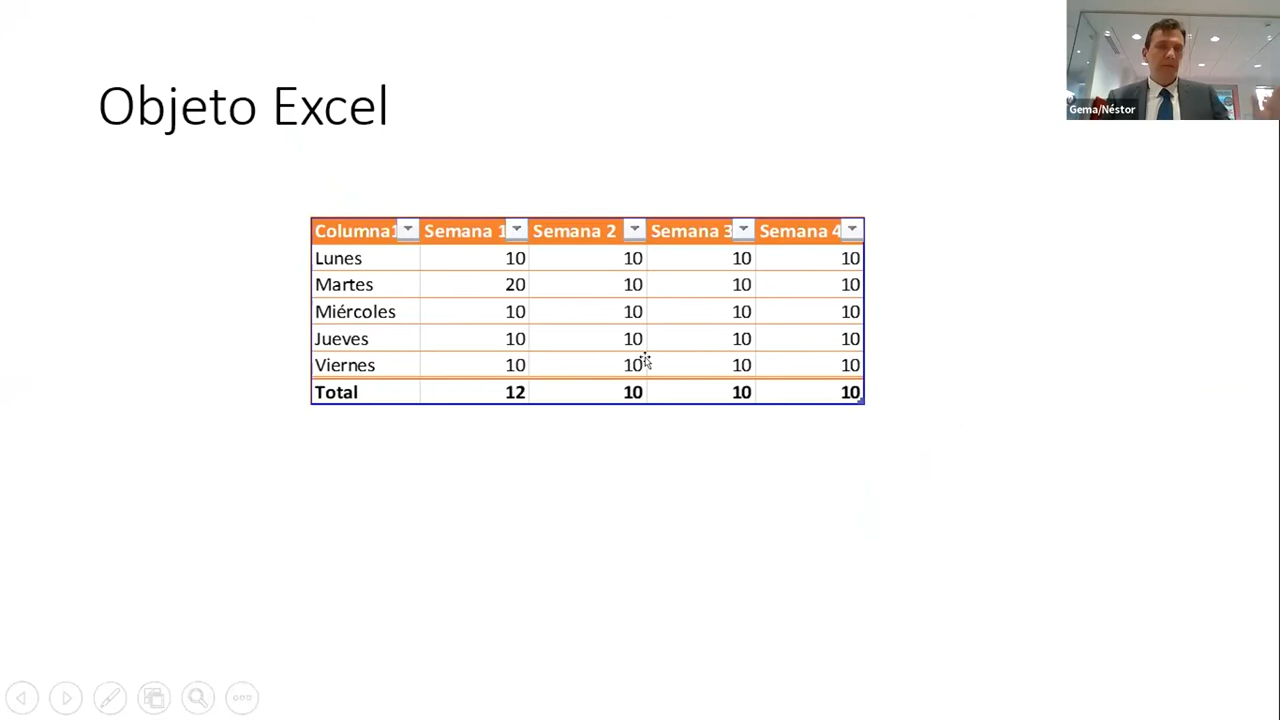 Gema/Néstor
Objeto Excel
Columna1 Semana 1 Semana 2 Semana 3 Semana 4
Lunes 10 10 10 10
Martes 20 10 10 10
Miércoles 10 10 10 10
Jueves 10 10 10 10
Viernes 10 10 10 10
Total 12 10 10 10